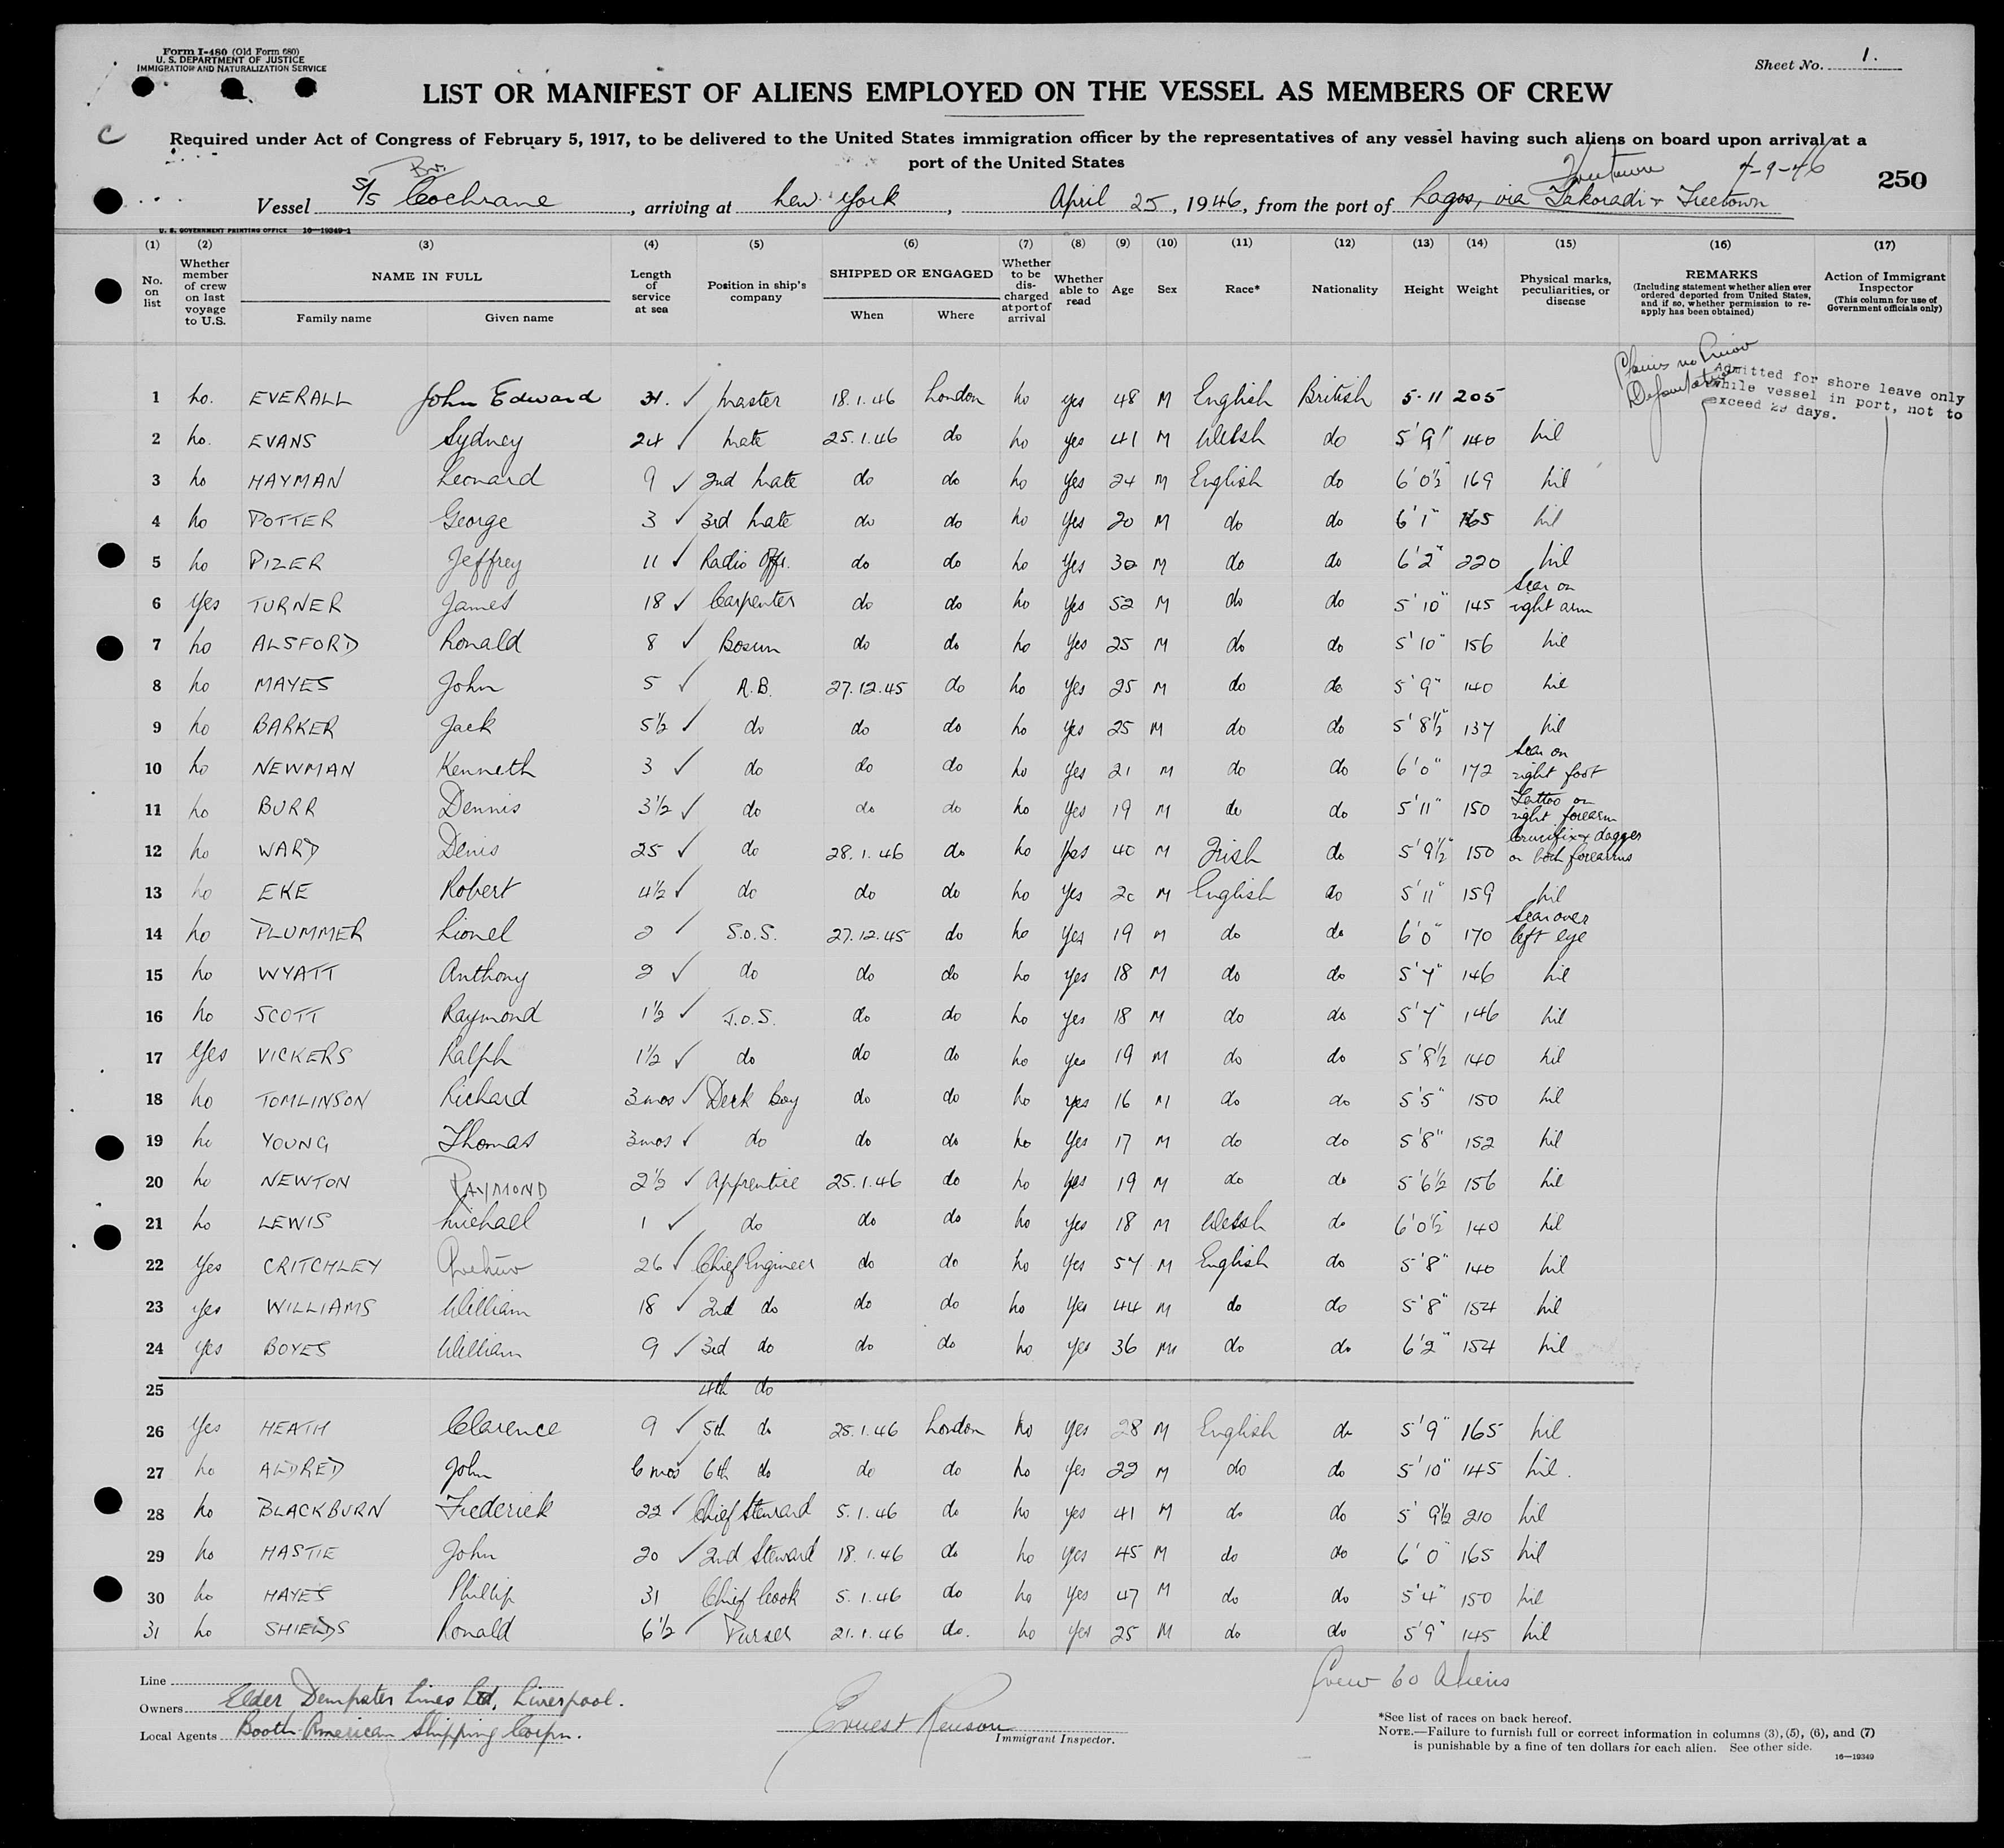 Form I-480 (Old Form 680)
U. S. DEPARTMENT OF JUSTICE
IMMIGRATION AND NATURALIZATION SERVICE
Sheet No. 1.
LIST OR MANIFEST OF ALIENS EMPLOYED ON THE VESSEL AS MEMBERS OF CREW
Required under Act of Congress of February 5, 1917, to be delivered to the United States immigration officer by the representatives of any vessel having such aliens on board upon arrival at a
port of the United States
Br.
Freetown 4-9-46
250
Vessel S/S Cochrane, arriving at New York, April 25, 1946, from the port of Lagos, via Takoradi & Freetown
U. S. GOVERNMENT PRINTING OFFICE 16—19349-1
(1) (2) (3) (4) (5) (6) (7) (8) (9) (10) (11) (12) (13) (14) (15) (16) (17)
No. on list
Whether member of crew on last voyage to U.S.
NAME IN FULL
Family name
Given name
Length of service at sea
Position in ship's company
SHIPPED OR ENGAGED
When
Where
Whether to be discharged at port of arrival
Whether able to read
Age
Sex
Race*
Nationality
Height
Weight
Physical marks, peculiarities, or disease
REMARKS
(Including statement whether alien ever ordered deported from United States, and if so, whether permission to re-apply has been obtained)
Action of Immigrant Inspector
(This column for use of Government officials only)
Claims no Prior
Deportation
Admitted for shore leave only
while vessel in port, not to
exceed 29 days.
1 No. EVERALL John Edward 31. ✓ Master 18.1.46 London No yes 48 M English British 5-11 205
2 No. EVANS Sydney 24 ✓ Mate 25.1.46 do No yes 41 M Welsh do 5'9" 140 Nil
3 No HAYMAN Leonard 9 ✓ 2nd Mate do do No yes 24 M English do 6'0½" 169 Nil
4 No POTTER George 3 ✓ 3rd Mate do do No yes 20 M do do 6'1" 165 Nil
5 No PIZER Jeffrey 11 ✓ Radio Offr. do do No yes 30 M do do 6'2" 220 Nil
6 Yes TURNER James 18 ✓ Carpenter do do No yes 52 M do do 5'10" 145 Scar on right arm
7 No ALSFORD Ronald 8 ✓ Bosun do do No yes 25 M do do 5'10" 156 Nil
8 No MAYES John 5 ✓ A.B. 27.12.45 do No yes 25 M do do 5'9" 140 Nil
9 No BARKER Jack 5½ ✓ do do do No yes 25 M do do 5'8½" 137 Nil
10 No NEWMAN Kenneth 3 ✓ do do do No yes 21 M do do 6'0" 172 Scar on right foot
11 No BURR Dennis 3½ ✓ do do do No yes 19 M do do 5'11" 150 Tattoo on right forearm
12 No WARD Denis 25 ✓ do 28.1.46 do No yes 40 M Irish do 5'9½" 150 Crucifix & dagger on both forearms
13 No EKE Robert 4½ ✓ do do do No yes 20 M English do 5'11" 159 Nil
14 No PLUMMER Lionel 2 ✓ S.O.S. 27.12.45 do No yes 19 M do do 6'0" 170 Scar over left eye
15 No WYATT Anthony 2 ✓ do do do No yes 18 M do do 5'7" 146 Nil
16 No SCOTT Raymond 1½ ✓ J.O.S. do do No yes 18 M do do 5'7" 146 Nil
17 Yes VICKERS Ralph 1½ ✓ do do do No yes 19 M do do 5'8½ 140 Nil
18 No TOMLINSON Richard 3mos ✓ Deck Boy do do No yes 16 M do do 5'5" 150 Nil
19 No YOUNG Thomas 3mos ✓ do do do No yes 17 M do do 5'8" 152 Nil
20 No NEWTON RAYMOND 2½ ✓ Apprentice 25.1.46 do No yes 19 M do do 5'6½ 156 Nil
21 No LEWIS Michael 1 ✓ do do do No yes 18 M Welsh do 6'0½" 140 Nil
22 Yes CRITCHLEY 26 ✓ Chief Engineer do do No yes 57 M English do 5'8" 140 Nil
23 yes WILLIAMS William 18 ✓ 2nd do do do No yes 44 M do do 5'8" 154 Nil
24 yes BOYES William 9 ✓ 3rd do do do No yes 36 M do do 6'2" 154 Nil
25 4th do
26 Yes HEATH Clarence 9 ✓ 5th do 25.1.46 London No yes 28 M English do 5'9" 165 Nil
27 No ALDRED John 6 mos 6th do do do No yes 22 M do do 5'10" 145 Nil.
28 No BLACKBURN Frederick 22 ✓ Chief Steward 5.1.46 do No yes 41 M do do 5'9½ 210 Nil
29 No HASTIE John 20 ✓ 2nd Steward 18.1.46 do No yes 45 M do do 6'0" 165 Nil
30 No HAYES Phillip 31 Chief Cook 5.1.46 do No yes 47 M do do 5'4" 150 Nil
31 No SHIELDS Ronald 6½ ✓ Purser 21.1.46 do. No yes 25 M do do 5'9" 145 Nil
Crew 60 Aliens
Line
Owners Elder Dempster Lines Ltd, Liverpool.
Local Agents Booth American Shipping Corpn.
Ernest Renson
Immigrant Inspector.
*See list of races on back hereof.
NOTE.—Failure to furnish full or correct information in columns (3), (5), (6), and (7)
is punishable by a fine of ten dollars for each alien. See other side.
16—19349